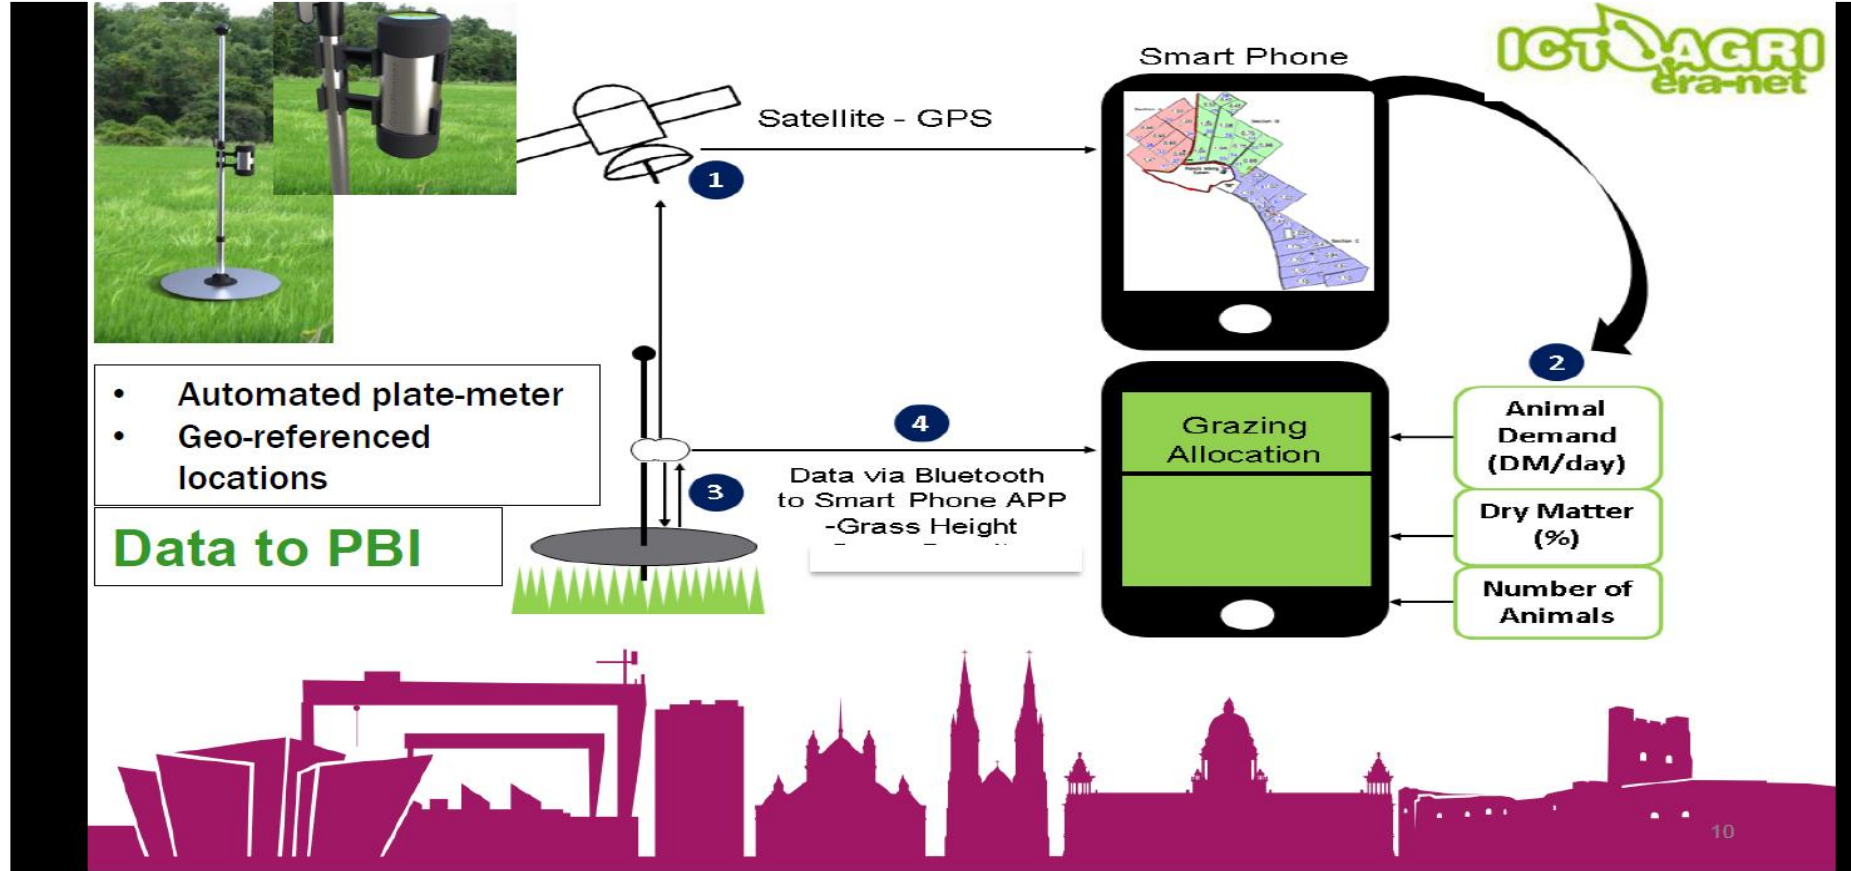 ICT-AGRI
era-net
Smart Phone
Satellite - GPS
1
Section B
Section C
2
• Automated plate-meter
• Geo-referenced
locations
Data to PBI
3
4
Data via Bluetooth
to Smart Phone APP
-Grass Height
Grazing
Allocation
Animal
Demand
(DM/day)
Dry Matter
(%)
Number of
Animals
10